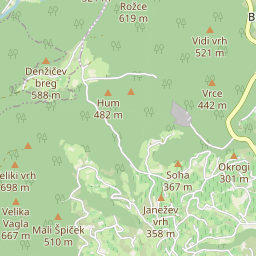 Rožce
619 m
Vidi vrh
521 m
Denžičev
breg
588 m
Hum
482 m
Vrce
442 m
Soha
367 m
Okrogl
301 m
Veliki vrh
698 m
Velika
Vagla
667 m
Mali Špiček
510 m
Janežev
vrh
358 m